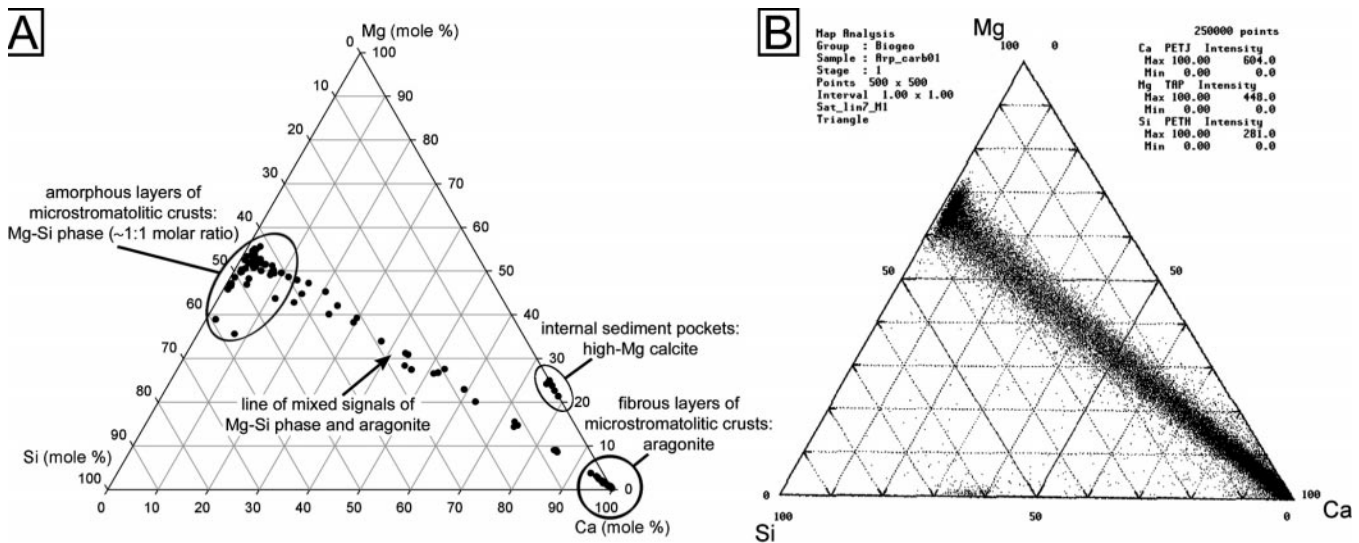 A
Mg (mole %)
0
100
10
90
20
80
30
70
40
60
50
50
60
40
70
30
80
20
90
10
100
0
Si (mole %)
0
10
20
30
40
50
60
70
80
90
100
Ca (mole %)
amorphous layers of
microstromatolitic crusts:
Mg-Si phase (~1:1 molar ratio)
line of mixed signals of
Mg-Si phase and aragonite
internal sediment pockets:
high-Mg calcite
fibrous layers of
microstromatolitic crusts:
aragonite
B
Map Analysis
Group : Biogeo
Sample : Arp_carb01
Stage : 1
Points 500 x 500
Interval 1.00 x 1.00
Sat_lin7_M1
Triangle
Mg
100 0
250000 points
Ca PETJ Intensity
Max 100.00 604.0
Min 0.00 0.0
Mg TAP Intensity
Max 100.00 448.0
Min 0.00 0.0
Si PETH Intensity
Max 100.00 281.0
Min 0.00 0.0
50
50
0
100
Si
100
50
0
Ca